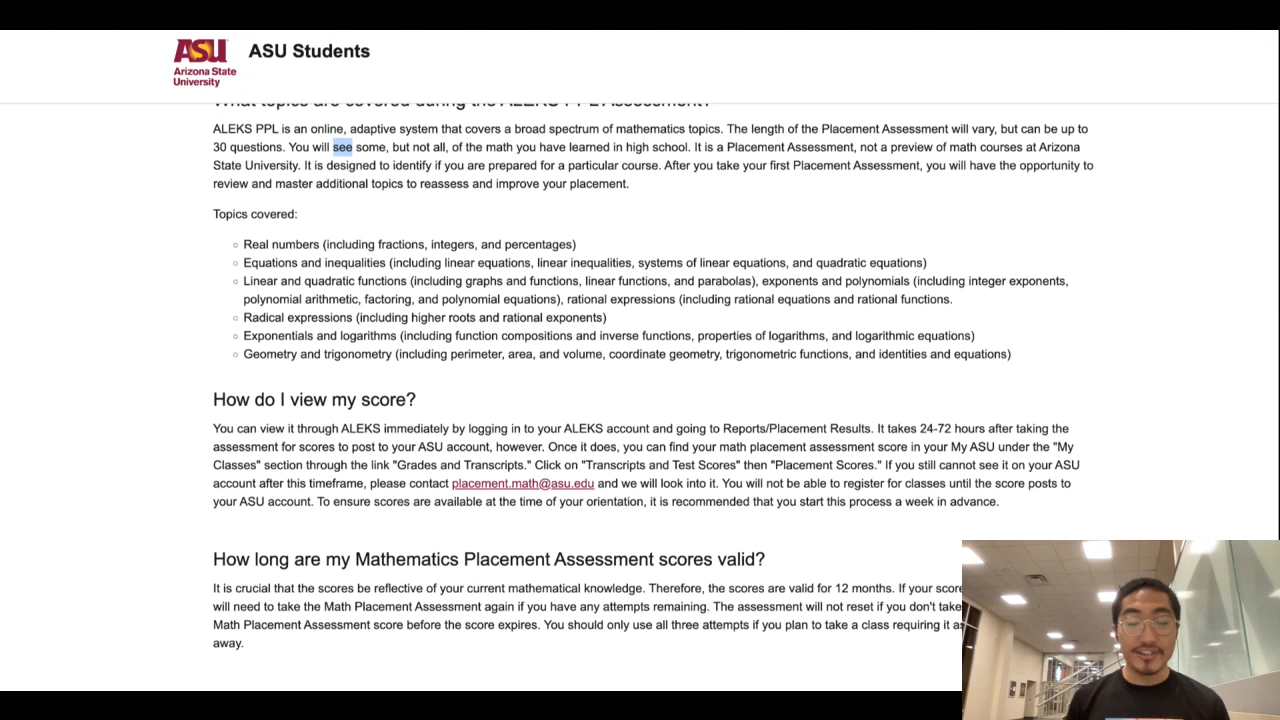 ASU
Arizona State
University
ASU Students
What topics are covered during the ALEKS PPL Assessment?
ALEKS PPL is an online, adaptive system that covers a broad spectrum of mathematics topics. The length of the Placement Assessment will vary, but can be up to
30 questions. You will see some, but not all, of the math you have learned in high school. It is a Placement Assessment, not a preview of math courses at Arizona
State University. It is designed to identify if you are prepared for a particular course. After you take your first Placement Assessment, you will have the opportunity to
review and master additional topics to reassess and improve your placement.
Topics covered:
Real numbers (including fractions, integers, and percentages)
Equations and inequalities (including linear equations, linear inequalities, systems of linear equations, and quadratic equations)
Linear and quadratic functions (including graphs and functions, linear functions, and parabolas), exponents and polynomials (including integer exponents,
polynomial arithmetic, factoring, and polynomial equations), rational expressions (including rational equations and rational functions.
Radical expressions (including higher roots and rational exponents)
Exponentials and logarithms (including function compositions and inverse functions, properties of logarithms, and logarithmic equations)
Geometry and trigonometry (including perimeter, area, and volume, coordinate geometry, trigonometric functions, and identities and equations)
How do I view my score?
You can view it through ALEKS immediately by logging in to your ALEKS account and going to Reports/Placement Results. It takes 24-72 hours after taking the
assessment for scores to post to your ASU account, however. Once it does, you can find your math placement assessment score in your My ASU under the "My
Classes" section through the link "Grades and Transcripts." Click on "Transcripts and Test Scores" then "Placement Scores." If you still cannot see it on your ASU
account after this timeframe, please contact placement.math@asu.edu and we will look into it. You will not be able to register for classes until the score posts to
your ASU account. To ensure scores are available at the time of your orientation, it is recommended that you start this process a week in advance.
How long are my Mathematics Placement Assessment scores valid?
It is crucial that the scores be reflective of your current mathematical knowledge. Therefore, the scores are valid for 12 months. If your score
will need to take the Math Placement Assessment again if you have any attempts remaining. The assessment will not reset if you don't take
Math Placement Assessment score before the score expires. You should only use all three attempts if you plan to take a class requiring it
away.